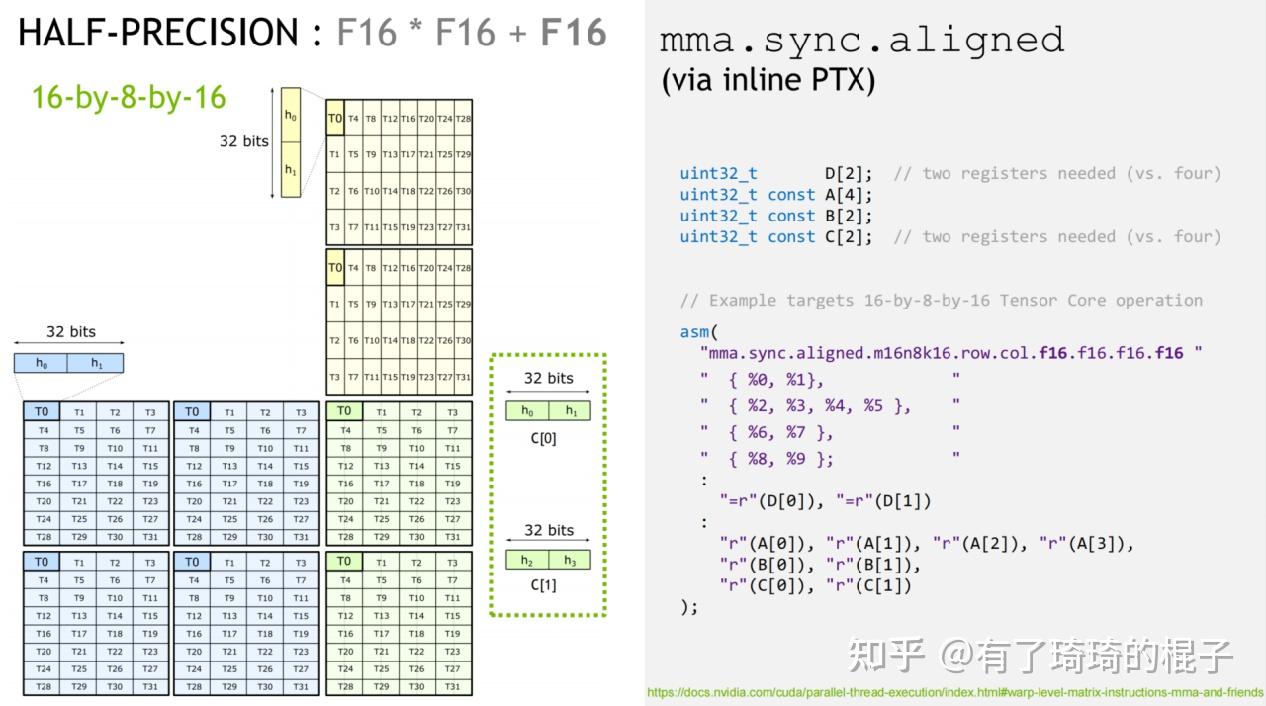 HALF-PRECISION : F16 * F16 + F16
16-by-8-by-16
32 bits
h0
h1
T0 T4 T8 T12 T16 T20 T24 T28
T1 T5 T9 T13 T17 T21 T25 T29
T2 T6 T10 T14 T18 T22 T26 T30
T3 T7 T11 T15 T19 T23 T27 T31
T0 T4 T8 T12 T16 T20 T24 T28
T1 T5 T9 T13 T17 T21 T25 T29
T2 T6 T10 T14 T18 T22 T26 T30
T3 T7 T11 T15 T19 T23 T27 T31
32 bits
h0 h1
T0 T1 T2 T3 T0 T1 T2 T3 T0 T1 T2 T3
T4 T5 T6 T7 T4 T5 T6 T7 T4 T5 T6 T7
T8 T9 T10 T11 T8 T9 T10 T11 T8 T9 T10 T11
T12 T13 T14 T15 T12 T13 T14 T15 T12 T13 T14 T15
T16 T17 T18 T19 T16 T17 T18 T19 T16 T17 T18 T19
T20 T21 T22 T23 T20 T21 T22 T23 T20 T21 T22 T23
T24 T25 T26 T27 T24 T25 T26 T27 T24 T25 T26 T27
T28 T29 T30 T31 T28 T29 T30 T31 T28 T29 T30 T31
T0 T1 T2 T3 T0 T1 T2 T3 T0 T1 T2 T3
T4 T5 T6 T7 T4 T5 T6 T7 T4 T5 T6 T7
T8 T9 T10 T11 T8 T9 T10 T11 T8 T9 T10 T11
T12 T13 T14 T15 T12 T13 T14 T15 T12 T13 T14 T15
T16 T17 T18 T19 T16 T17 T18 T19 T16 T17 T18 T19
T20 T21 T22 T23 T20 T21 T22 T23 T20 T21 T22 T23
T24 T25 T26 T27 T24 T25 T26 T27 T24 T25 T26 T27
T28 T29 T30 T31 T28 T29 T30 T31 T28 T29 T30 T31
32 bits
h0 h1
C[0]
32 bits
h2 h3
C[1]
mma.sync.aligned
(via inline PTX)
uint32_t D[2]; // two registers needed (vs. four)
uint32_t const A[4];
uint32_t const B[2];
uint32_t const C[2]; // two registers needed (vs. four)
// Example targets 16-by-8-by-16 Tensor Core operation
asm(
"mma.sync.aligned.m16n8k16.row.col.f16.f16.f16.f16 "
" { %0, %1}, "
" { %2, %3, %4, %5 }, "
" { %6, %7 }, "
" { %8, %9 }; "
:
"=r"(D[0]), "=r"(D[1])
:
"r"(A[0]), "r"(A[1]), "r"(A[2]), "r"(A[3]),
"r"(B[0]), "r"(B[1]),
"r"(C[0]), "r"(C[1])
);
知乎 @有了琦琦的棍子
https://docs.nvidia.com/cuda/parallel-thread-execution/index.html#warp-level-matrix-instructions-mma-and-friends